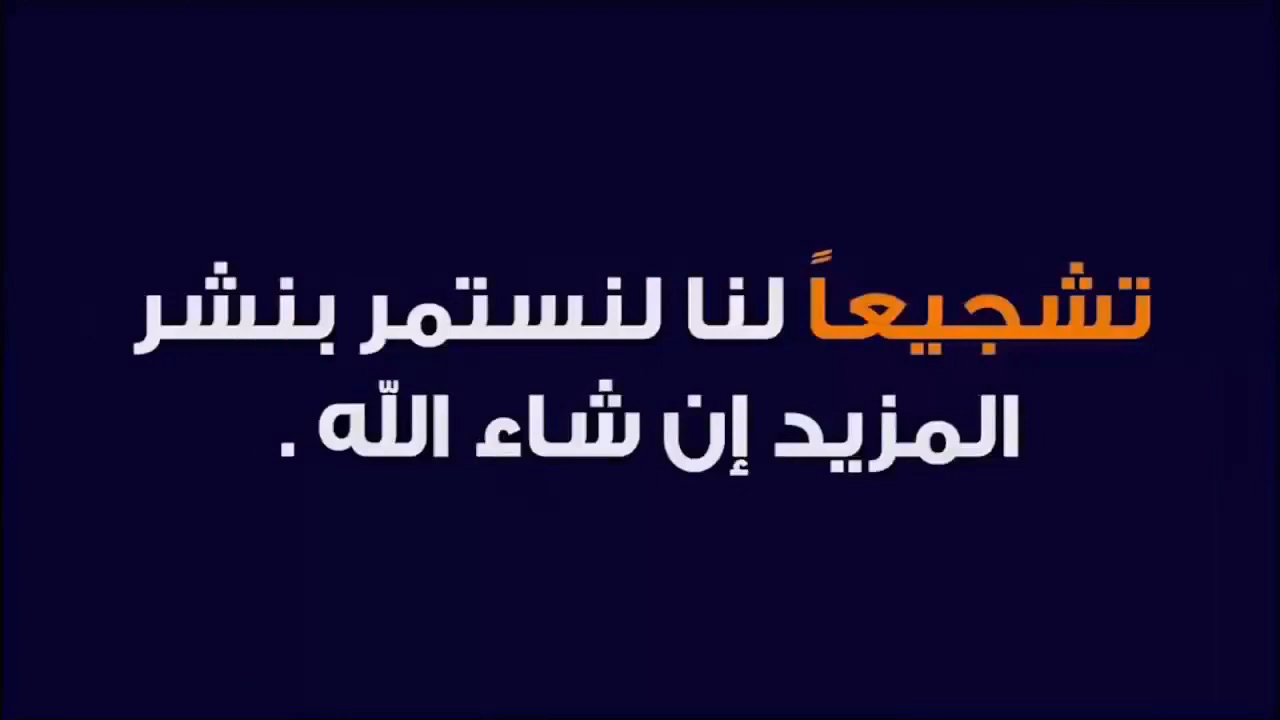 تشجيعاً لنا لنستمر بنشر
المزيد إن شاء اللّه .